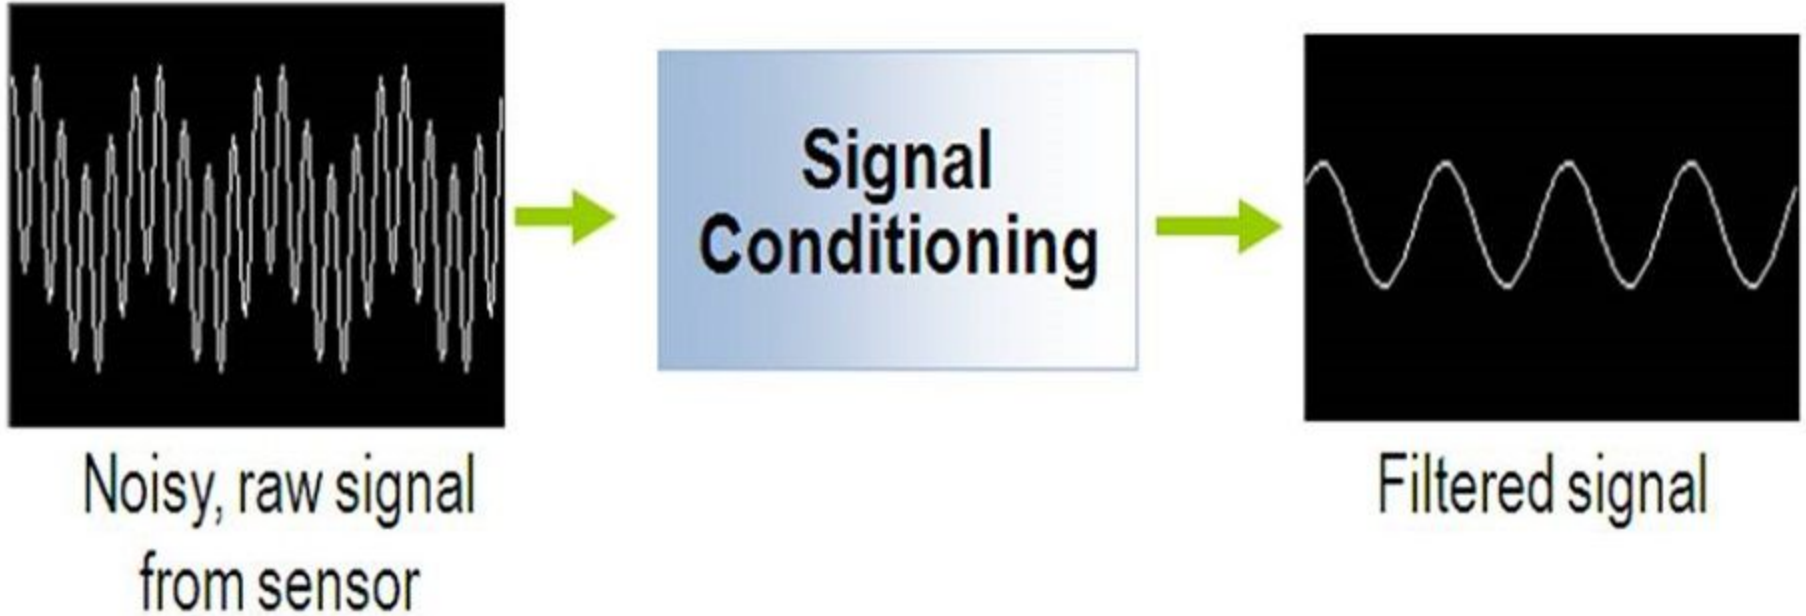 Signal
Conditioning
Noisy, raw signal
from sensor
Filtered signal